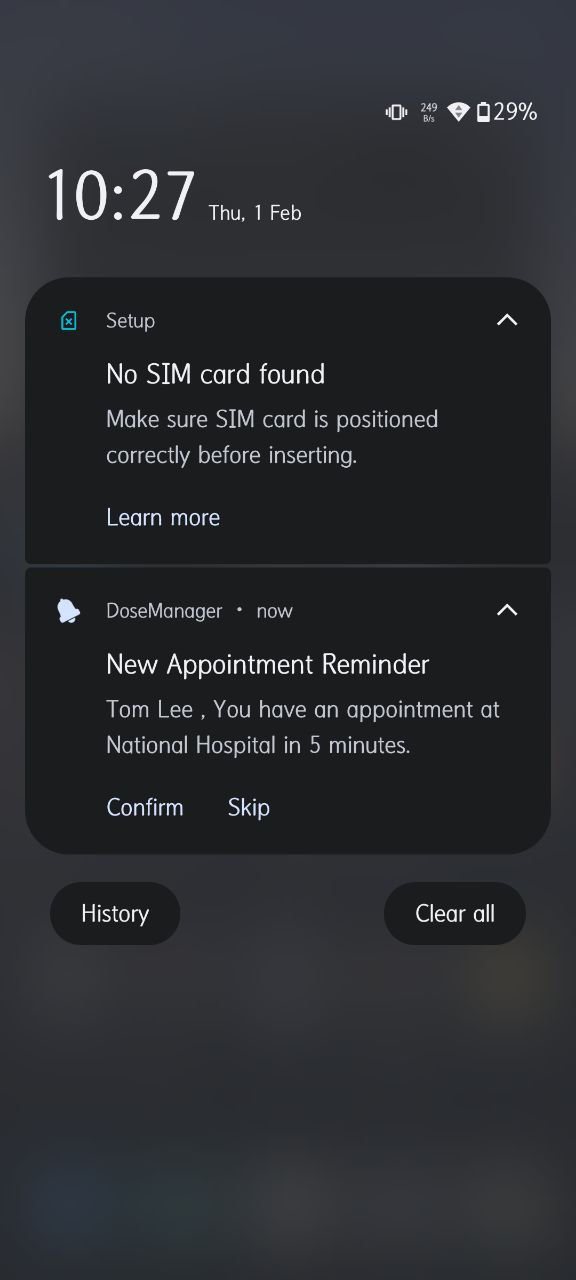 249
B/s
29%
10:27 Thu, 1 Feb
Setup
No SIM card found
Make sure SIM card is positioned
correctly before inserting.
Learn more
DoseManager • now
New Appointment Reminder
Tom Lee , You have an appointment at
National Hospital in 5 minutes.
Confirm Skip
History Clear all